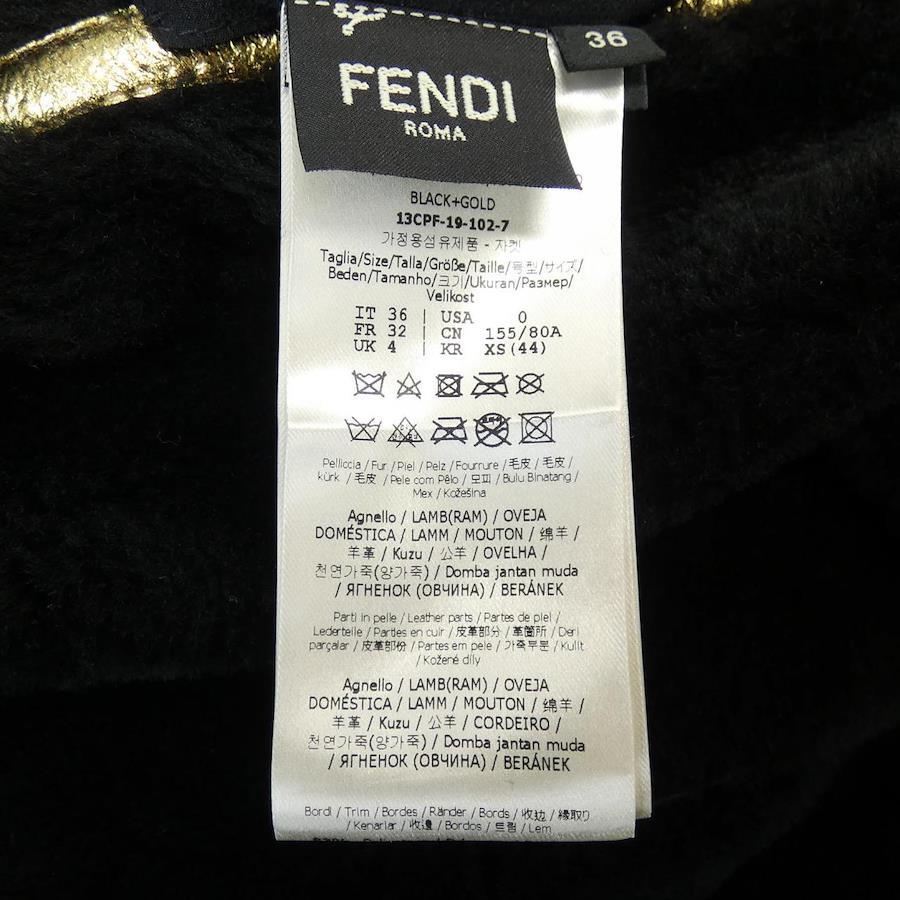 36
FENDI
ROMA
BLACK+GOLD
13CPF-19-102-7
가정용섬유제품 - 자켓
Taglia/Size/Talla/Größe/Taille/号型/サイズ/
Beden/Tamanho/크기/Ukuran/Размер/
Velikost
IT 36 | USA 0
FR 32 | CN 155/80A
UK 4 | KR XS(44)
Pelliccia / Fur / Piel / Pelz / Fourrure / 毛皮 / 毛皮 /
kürk / 毛皮 / Pele com Pêlo / 모피 / Bulu Binatang /
Mex / Kožešina
Agnello / LAMB(RAM) / OVEJA
DOMÉSTICA / LAMM / MOUTON / 绵羊 /
羊革 / Kuzu / 公羊 / OVELHA /
천연가죽(양가죽) / Domba jantan muda
/ ЯГНЕНОК (ОВЧИНА) / BERÁNEK
Parti in pelle / Leather parts / Partes de piel /
Lederteile / Parties en cuir / 皮革部分 / 革箇所 / Deri
parçalar / 皮革部份 / Partes em pele / 가죽부분 / Kulit
/ Kožené díly
Agnello / LAMB(RAM) / OVEJA
DOMÉSTICA / LAMM / MOUTON / 绵羊 /
羊革 / Kuzu / 公羊 / CORDEIRO /
천연가죽(양가죽) / Domba jantan muda
/ ЯГНЕНОК (ОВЧИНА) / BERÁNEK
Bordi / Trim / Bordes / Ränder / Bords / 收边 / 縁取り
/ Kenarlar / 收邊 / Bordos / 트림 / Lem